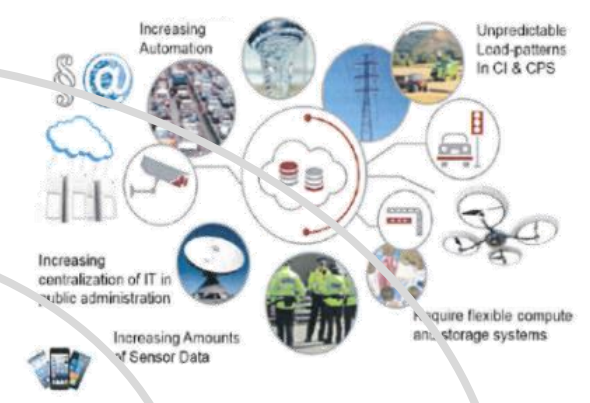 Increasing
Automation
Unpredictable
Load-patterns
In CI & CPS
§ @
Increasing
centralization of IT in
public administration
Require flexible compute
and storage systems
Increasing Amounts
of Sensor Data